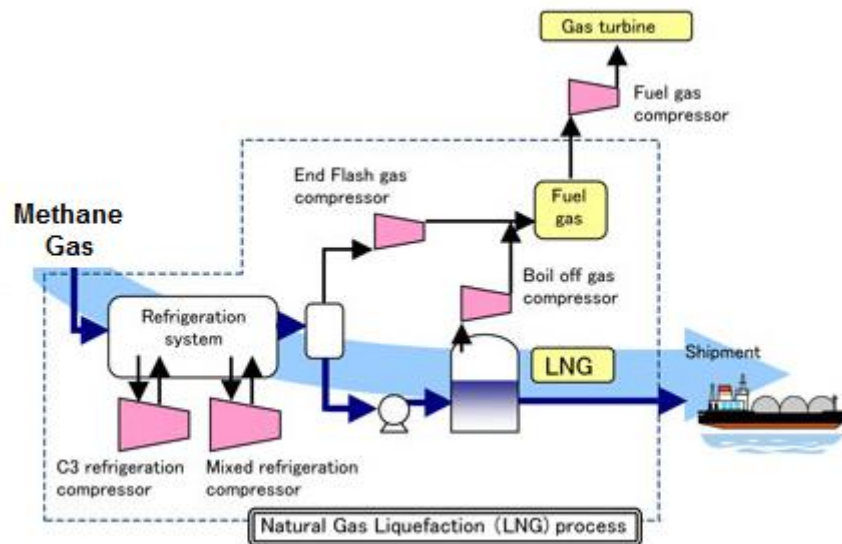 Gas turbine
Fuel gas
compressor
End Flash gas
compressor
Fuel
gas
Methane
Gas
Boil off gas
compressor
Refrigeration
system
LNG
Shipment
C3 refrigeration
compressor
Mixed refrigeration
compressor
Natural Gas Liquefaction (LNG) process